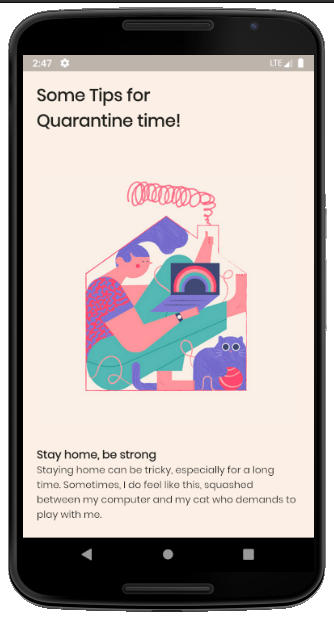 2:47
LTE
Some Tips for
Quarantine time!
Stay home, be strong
Staying home can be tricky, especially for a long
time. Sometimes, I do feel like this, squashed
between my computer and my cat who demands to
play with me.